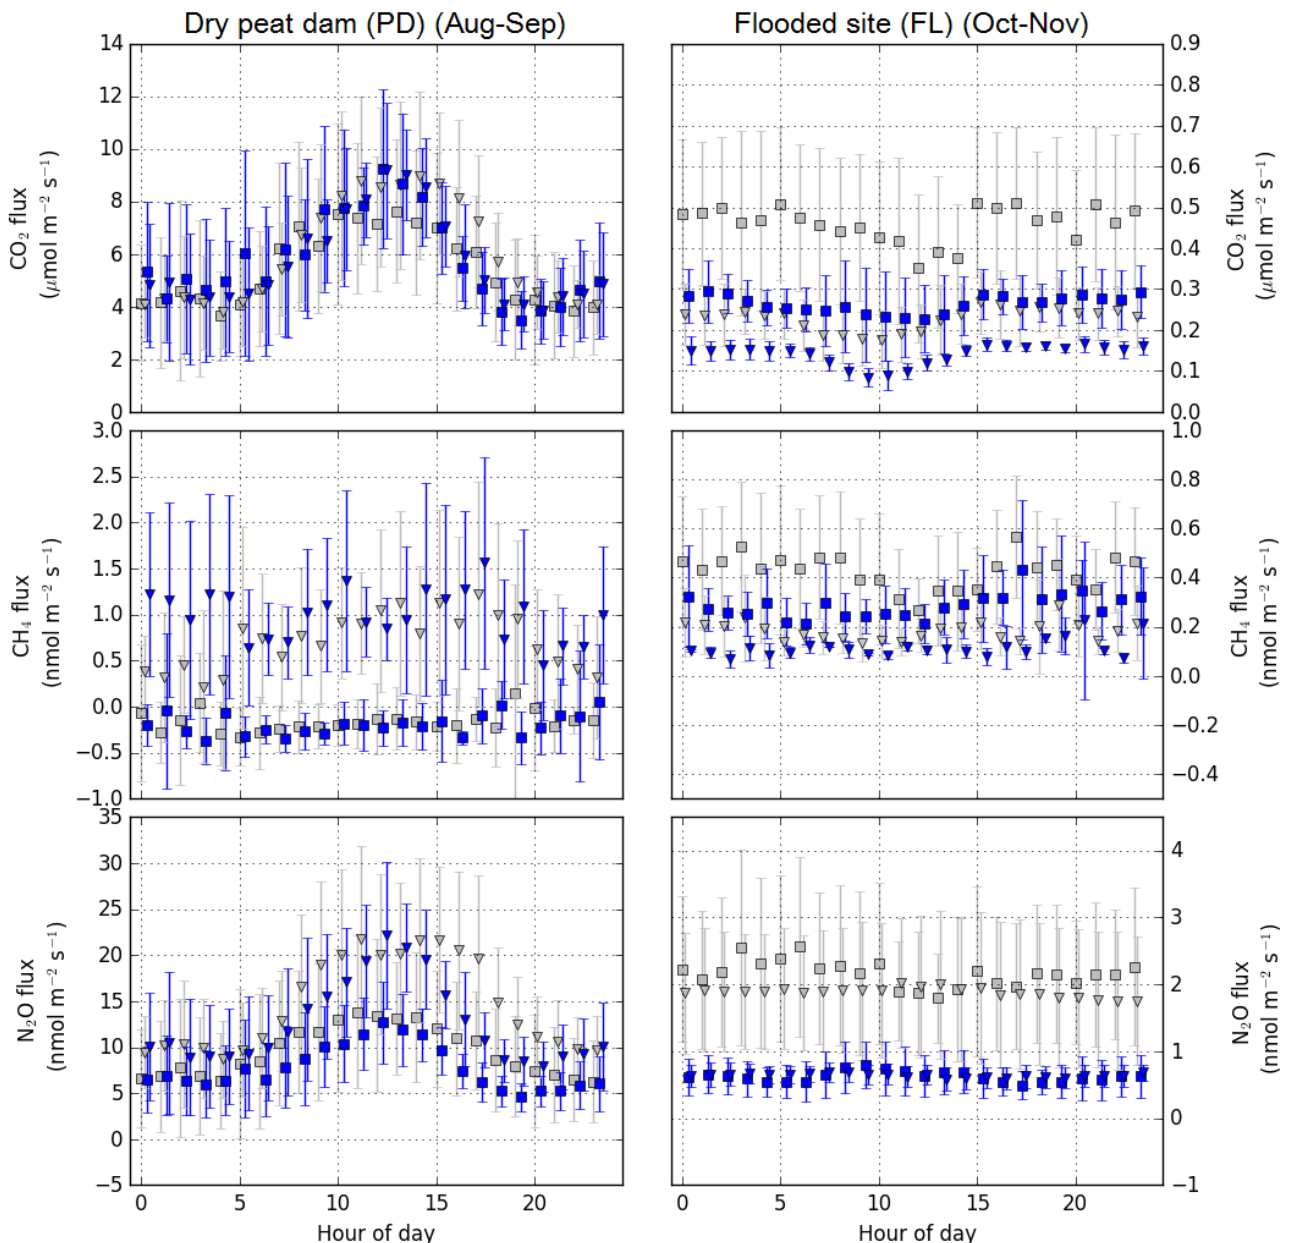 Dry peat dam (PD) (Aug-Sep)
Flooded site (FL) (Oct-Nov)
14
12
10
8
6
4
2
0
CO₂ flux
(μmol m⁻² s⁻¹)
0.9
0.8
0.7
0.6
0.5
0.4
0.3
0.2
0.1
0.0
CO₂ flux
(μmol m⁻² s⁻¹)
3.0
2.5
2.0
1.5
1.0
0.5
0.0
−0.5
−1.0
CH₄ flux
(nmol m⁻² s⁻¹)
1.0
0.8
0.6
0.4
0.2
0.0
−0.2
−0.4
CH₄ flux
(nmol m⁻² s⁻¹)
35
30
25
20
15
10
5
0
−5
N₂O flux
(nmol m⁻² s⁻¹)
4
3
2
1
0
−1
N₂O flux
(nmol m⁻² s⁻¹)
0 5 10 15 20
Hour of day
0 5 10 15 20
Hour of day